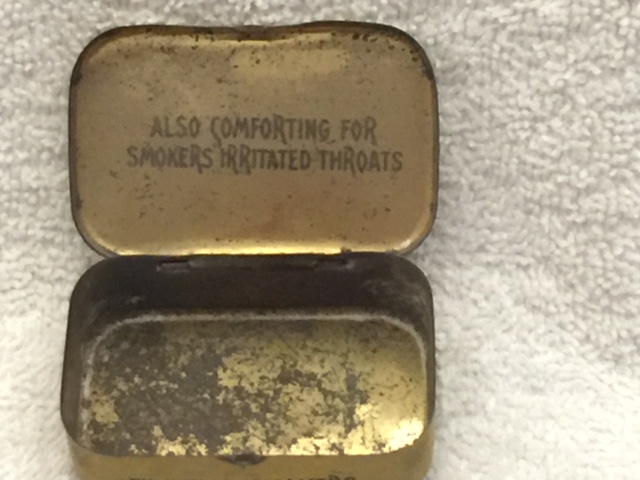 ALSO COMFORTING FOR
SMOKERS IRRITATED THROATS